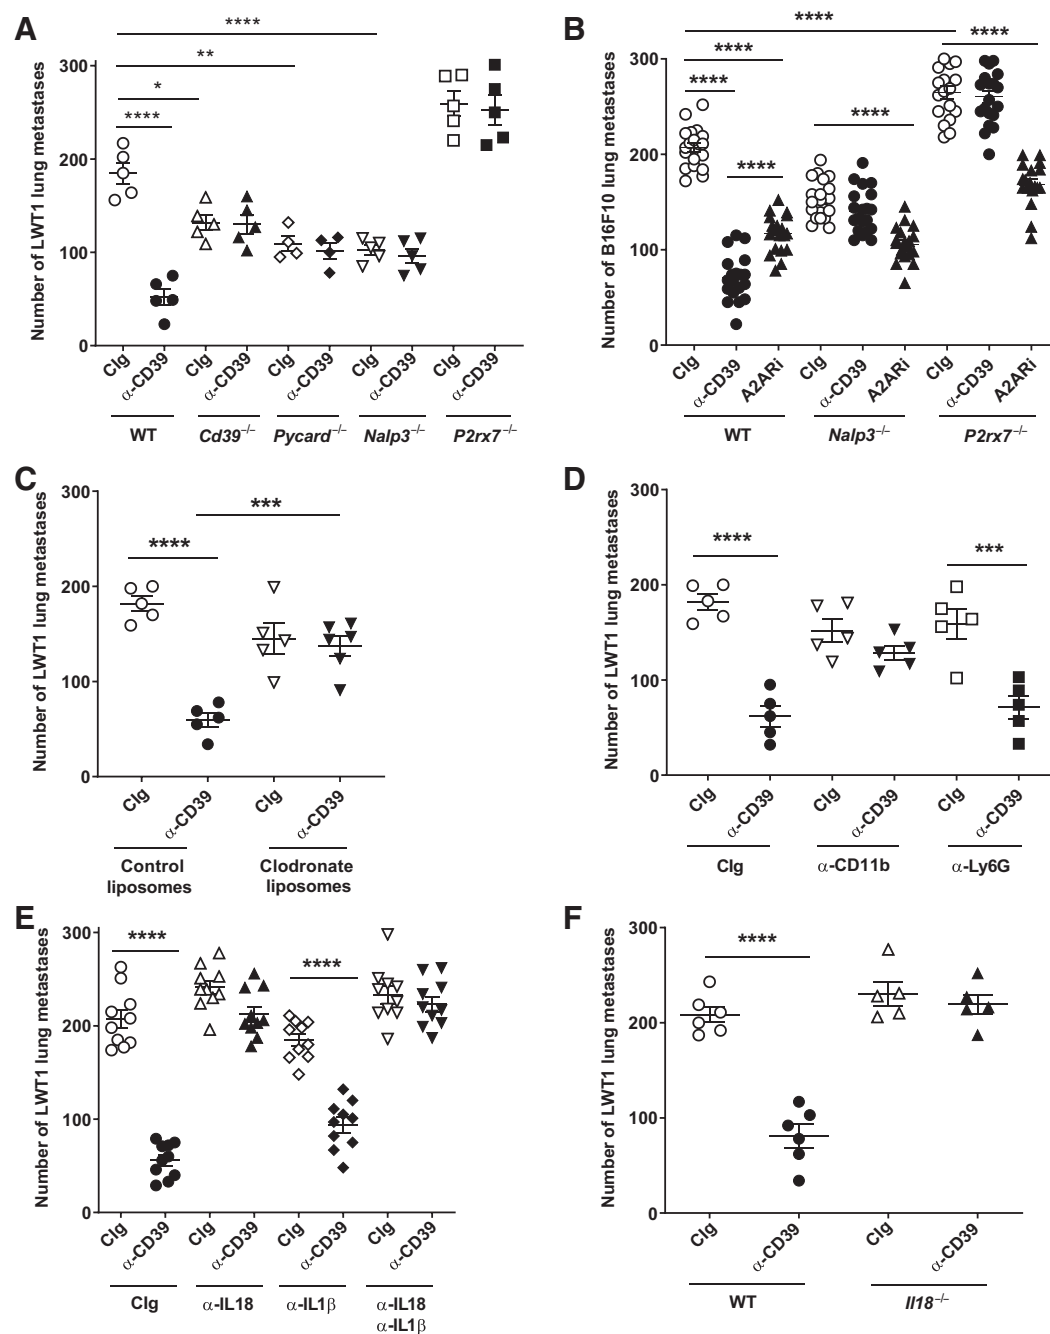 A
B
****
**
*
****
Number of LWT1 lung metastases
300
200
100
0
CIg
α-CD39
CIg
α-CD39
CIg
α-CD39
CIg
α-CD39
CIg
α-CD39
WT
Cd39–/–
Pycard–/–
Nalp3–/–
P2rx7–/–
****
****
****
****
****
****
Number of B16F10 lung metastases
300
200
100
0
CIg
α-CD39
A2ARi
CIg
α-CD39
A2ARi
CIg
α-CD39
A2ARi
WT
Nalp3–/–
P2rx7–/–
C
***
****
Number of LWT1 lung metastases
300
200
100
0
CIg
α-CD39
CIg
α-CD39
Control
liposomes
Clodronate
liposomes
D
****
***
Number of LWT1 lung metastases
300
200
100
0
CIg
α-CD39
CIg
α-CD39
CIg
α-CD39
CIg
α-CD11b
α-Ly6G
E
****
****
Number of LWT1 lung metastases
300
200
100
0
CIg
α-CD39
CIg
α-CD39
CIg
α-CD39
CIg
α-CD39
CIg
α-IL18
α-IL1β
α-IL18
α-IL1β
F
****
Number of LWT1 lung metastases
300
200
100
0
CIg
α-CD39
CIg
α-CD39
WT
Il18–/–